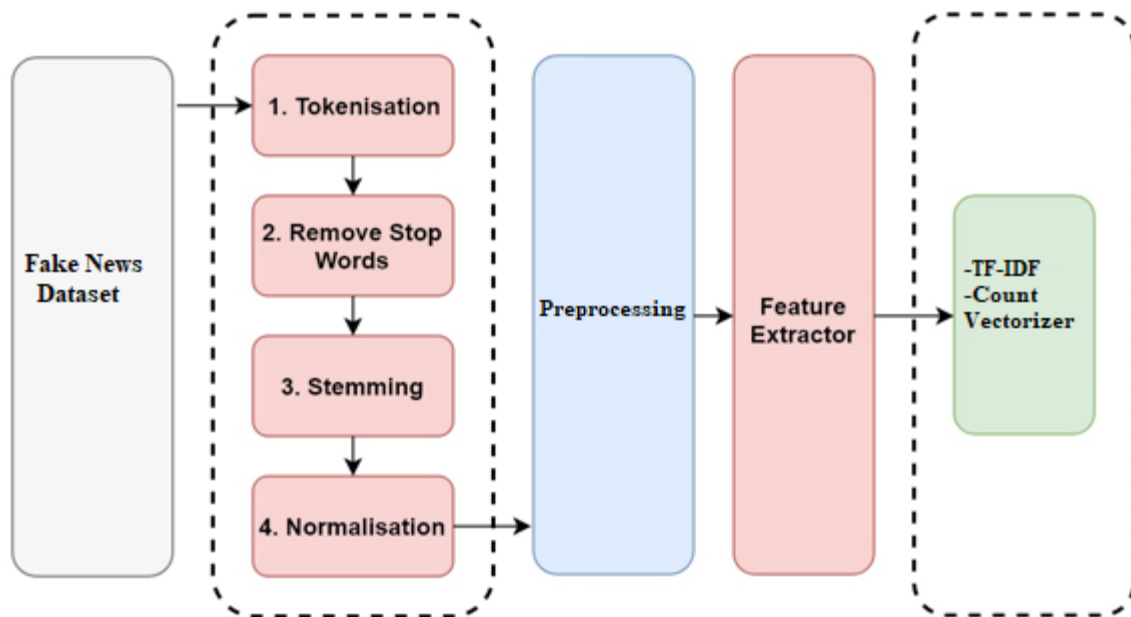 Fake News
Dataset
1. Tokenisation
2. Remove Stop
Words
3. Stemming
4. Normalisation
Preprocessing
Feature
Extractor
-TF-IDF
-Count
Vectorizer